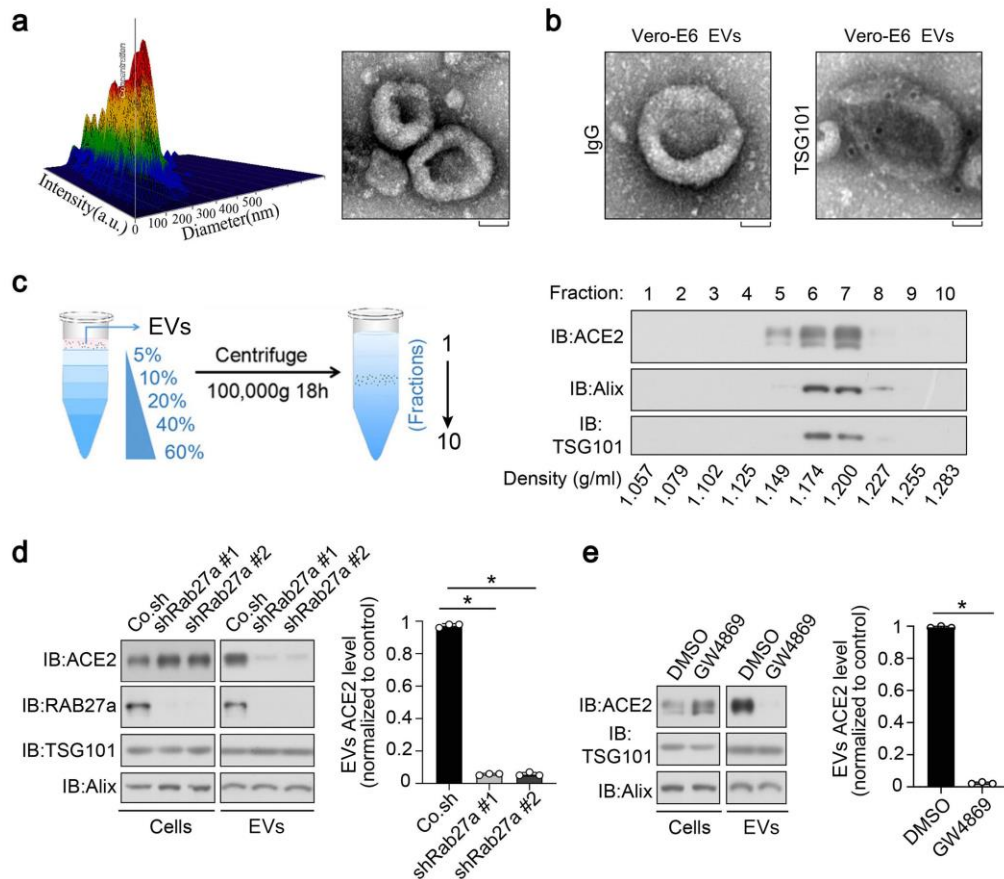 a
Concentration
Intensity(a.u.)
0 100 200 300 400 500
Diameter(nm)
b
Vero-E6 EVs
Vero-E6 EVs
IgG
TSG101
c
EVs
5%
10%
20%
40%
60%
Centrifuge
100,000g 18h
(Fractions)
1
10
Fraction: 1 2 3 4 5 6 7 8 9 10
IB:ACE2
IB:Alix
IB:
TSG101
Density (g/ml)
1.057 1.079 1.102 1.125 1.149 1.174 1.200 1.227 1.255 1.283
d
Co.sh shRab27a #1 shRab27a #2 Co.sh shRab27a #1 shRab27a #2
IB:ACE2
IB:RAB27a
IB:TSG101
IB:Alix
Cells EVs
EVs ACE2 level
(normalized to control)
1
0.8
0.6
0.4
0.2
0
* *
Co.sh shRab27a #1 shRab27a #2
e
DMSO GW4869 DMSO GW4869
IB:ACE2
IB:
TSG101
IB:Alix
Cells EVs
EVs ACE2 level
(normalized to control)
1
0.8
0.6
0.4
0.2
0
*
DMSO GW4869